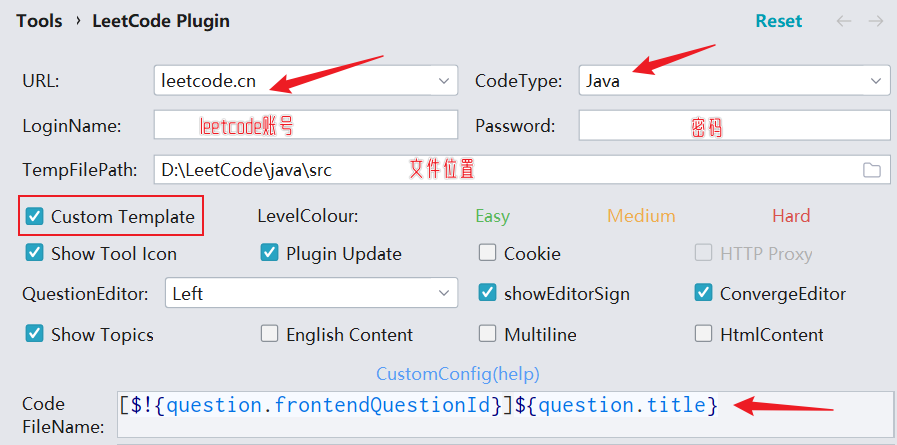 Tools › LeetCode Plugin Reset ← →
URL: leetcode.cn CodeType: Java
LoginName: leetcode账号 Password: 密码
TempFilePath: D:\LeetCode\java\src 文件位置
Custom Template LevelColour: Easy Medium Hard
Show Tool Icon Plugin Update Cookie HTTP Proxy
QuestionEditor: Left showEditorSign ConvergeEditor
Show Topics English Content Multiline HtmlContent
CustomConfig(help)
Code [$!{question.frontendQuestionId}]${question.title}
FileName: